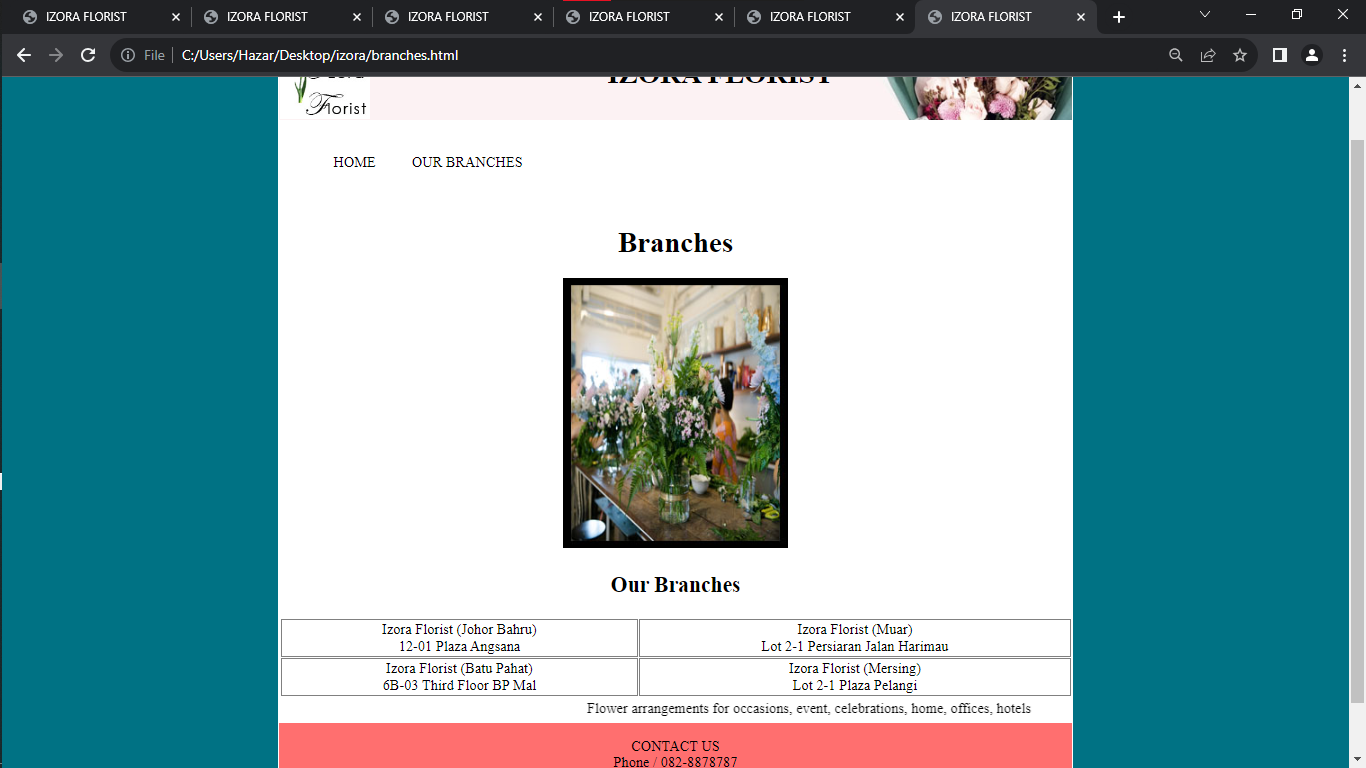 IZORA FLORIST
IZORA FLORIST
IZORA FLORIST
IZORA FLORIST
IZORA FLORIST
IZORA FLORIST
File
C:/Users/Hazar/Desktop/izora/branches.html
IZORA FLORIST
Florist
HOME
OUR BRANCHES
Branches
Our Branches
Izora Florist (Johor Bahru)
12-01 Plaza Angsana
Izora Florist (Muar)
Lot 2-1 Persiaran Jalan Harimau
Izora Florist (Batu Pahat)
6B-03 Third Floor BP Mal
Izora Florist (Mersing)
Lot 2-1 Plaza Pelangi
Flower arrangements for occasions, event, celebrations, home, offices, hotels
CONTACT US
Phone / 082-8878787